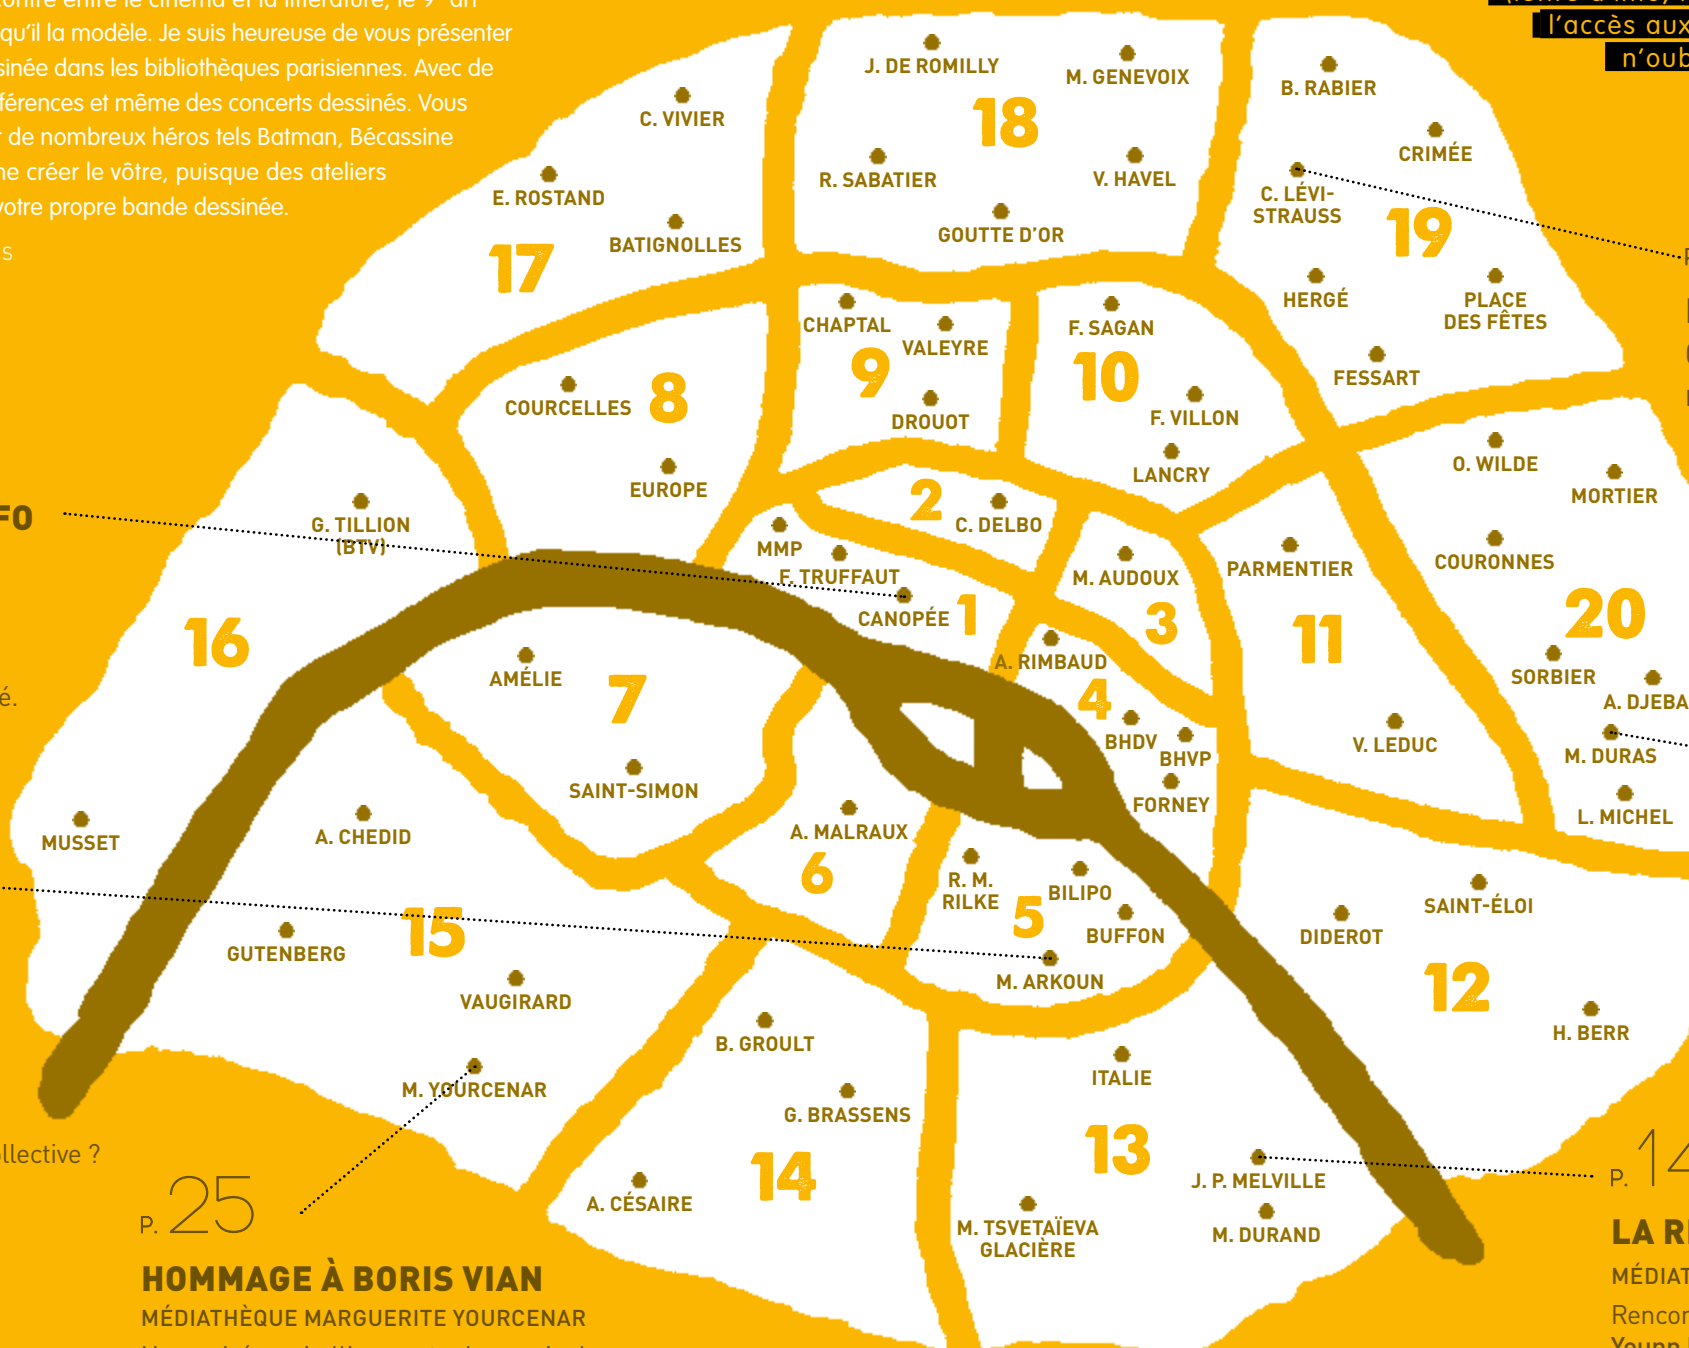 qu'il la modèle. Je suis heureuse de vous présenter
dans les bibliothèques parisiennes. Avec de
et même des concerts dessinés. Vous
de nombreux héros tels Batman, Bécassine
créer le vôtre, puisque des ateliers
votre propre bande dessinée.
l'accès aux
J. DE ROMILLY
M. GENEVOIX
18
R. SABATIER
V. HAVEL
GOUTTE D'OR
C. VIVIER
E. ROSTAND
BATIGNOLLES
17
B. RABIER
CRIMÉE
C. LÉVI-
STRAUSS
19
HERGÉ
PLACE
DES FÊTES
FESSART
CHAPTAL
VALEYRE
9
DROUOT
F. SAGAN
10
F. VILLON
LANCRY
COURCELLES
8
EUROPE
2
C. DELBO
O. WILDE
MORTIER
COURONNES
20
SORBIER
A. DJEBA
M. DURAS
L. MICHEL
FO
G. TILLION
(BTV)
16
MUSSET
MMP
F. TRUFFAUT
CANOPÉE
1
M. AUDOUX
3
PARMENTIER
11
V. LEDUC
A. RIMBAUD
4
BHDV
BHVP
FORNEY
AMÉLIE
7
SAINT-SIMON
é.
A. CHEDID
15
GUTENBERG
VAUGIRARD
M. YOURCENAR
A. MALRAUX
6
R. M.
RILKE
BILIPO
5
BUFFON
M. ARKOUN
SAINT-ÉLOI
DIDEROT
12
H. BERR
B. GROULT
G. BRASSENS
14
A. CÉSAIRE
ITALIE
13
J. P. MELVILLE
M. TSVETAÏEVA
GLACIÈRE
M. DURAND
llective ?
P. 25
HOMMAGE À BORIS VIAN
MÉDIATHÈQUE MARGUERITE YOURCENAR
P. 14
LA R
MÉDIAT
Rencon